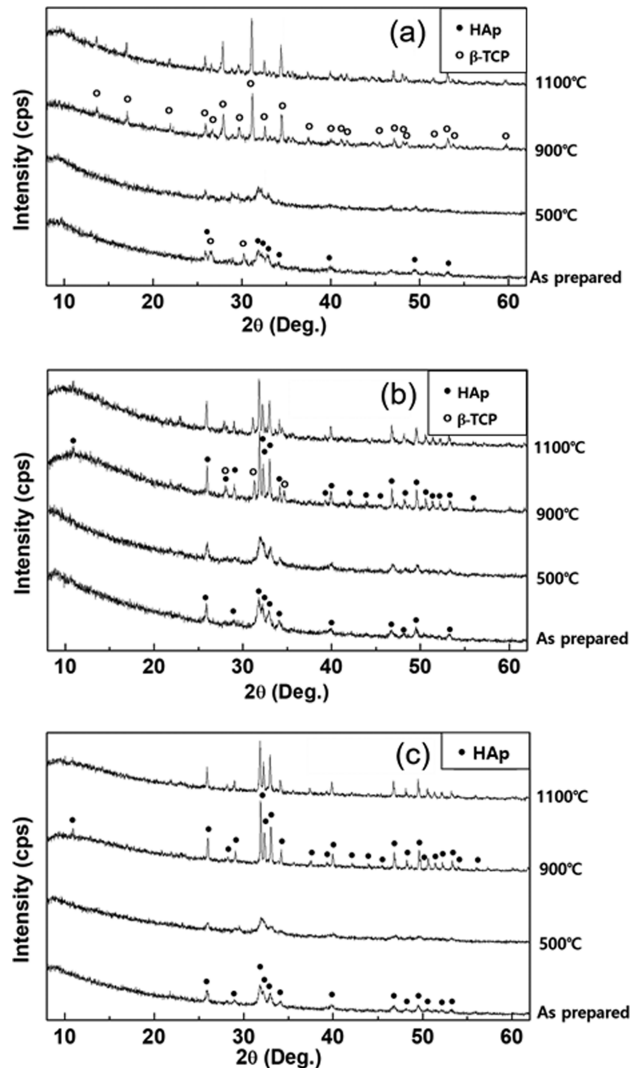 (a)
● HAp
○ β-TCP
1100℃
900℃
500℃
As prepared
Intensity (cps)
10 20 30 40 50 60
2θ (Deg.)
(b)
● HAp
○ β-TCP
1100℃
900℃
500℃
As prepared
Intensity (cps)
10 20 30 40 50 60
2θ (Deg.)
(c)
● HAp
1100℃
900℃
500℃
As prepared
Intensity (cps)
10 20 30 40 50 60
2θ (Deg.)